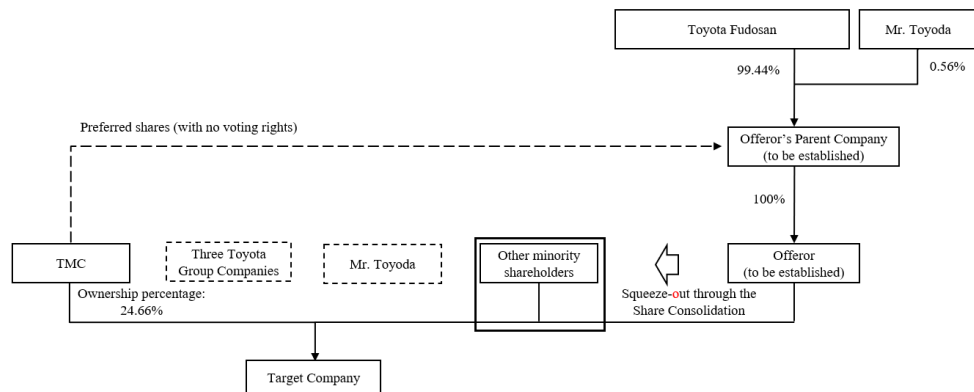 Toyota Fudosan
Mr. Toyoda
99.44%
0.56%
Preferred shares (with no voting rights)
Offeror's Parent Company
(to be established)
100%
TMC
Three Toyota
Group Companies
Mr. Toyoda
Other minority
shareholders
Offeror
(to be established)
Ownership percentage:
24.66%
Squeeze-out through the
Share Consolidation
Target Company